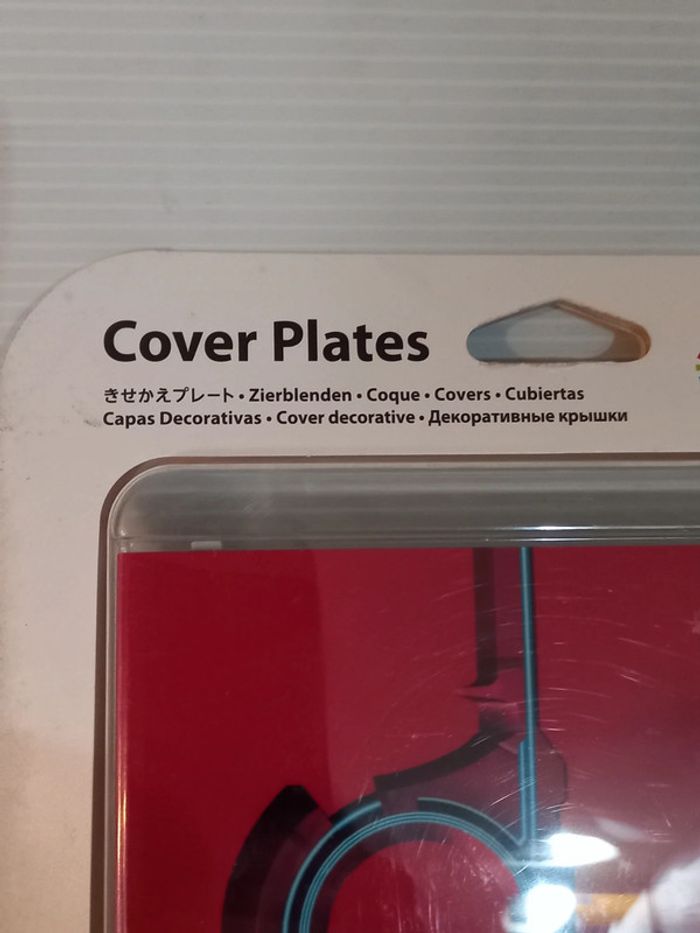 Cover Plates
きせかえプレート • Zierblenden • Coque • Covers • Cubiertas
Capas Decorativas • Cover decorative • Декоративные крышки